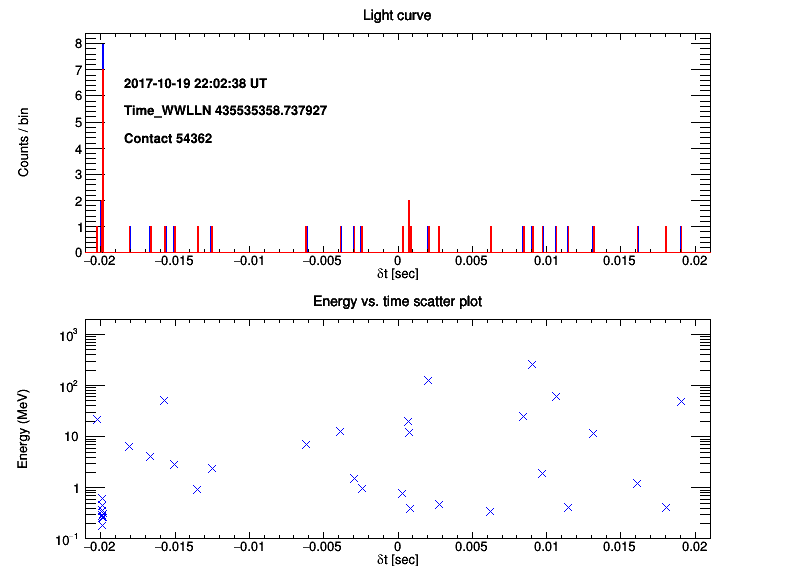 Light curve
Counts / bin
8
7
6
5
4
3
2
1
0
2017-10-19 22:02:38 UT
Time_WWLLN 435535358.737927
Contact 54362
−0.02 −0.015 −0.01 −0.005 0 0.005 0.01 0.015 0.02
δt [sec]
Energy vs. time scatter plot
Energy (MeV)
10³
10²
10
1
10⁻¹
−0.02 −0.015 −0.01 −0.005 0 0.005 0.01 0.015 0.02
δt [sec]